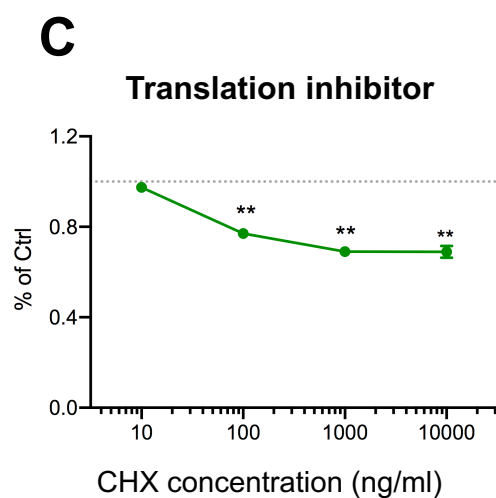 C
Translation inhibitor
% of Ctrl
1.2
0.8
0.4
0.0
**
**
**
10 100 1000 10000
CHX concentration (ng/ml)